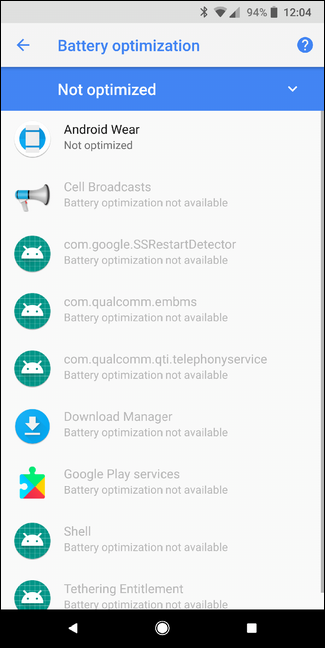 94% 12:04
Battery optimization
Not optimized
Android Wear
Not optimized
Cell Broadcasts
Battery optimization not available
com.google.SSRestartDetector
Battery optimization not available
com.qualcomm.embms
Battery optimization not available
com.qualcomm.qti.telephonyservice
Battery optimization not available
Download Manager
Battery optimization not available
Google Play services
Battery optimization not available
Shell
Battery optimization not available
Tethering Entitlement
Battery optimization not available